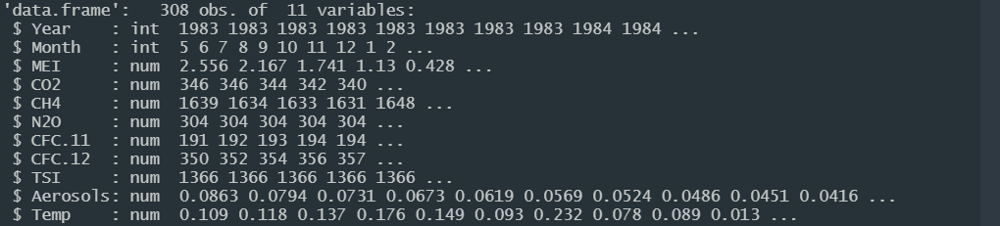 'data.frame':   308 obs. of  11 variables:
 $ Year    : int  1983 1983 1983 1983 1983 1983 1983 1983 1984 1984 ...
 $ Month   : int  5 6 7 8 9 10 11 12 1 2 ...
 $ MEI     : num  2.556 2.167 1.741 1.13 0.428 ...
 $ CO2     : num  346 346 344 342 340 ...
 $ CH4     : num  1639 1634 1633 1631 1648 ...
 $ N2O     : num  304 304 304 304 304 ...
 $ CFC.11  : num  191 192 193 194 194 ...
 $ CFC.12  : num  350 352 354 356 357 ...
 $ TSI     : num  1366 1366 1366 1366 1366 ...
 $ Aerosols: num  0.0863 0.0794 0.0731 0.0673 0.0619 0.0569 0.0524 0.0486 0.0451 0.0416 ...
 $ Temp    : num  0.109 0.118 0.137 0.176 0.149 0.093 0.232 0.078 0.089 0.013 ...